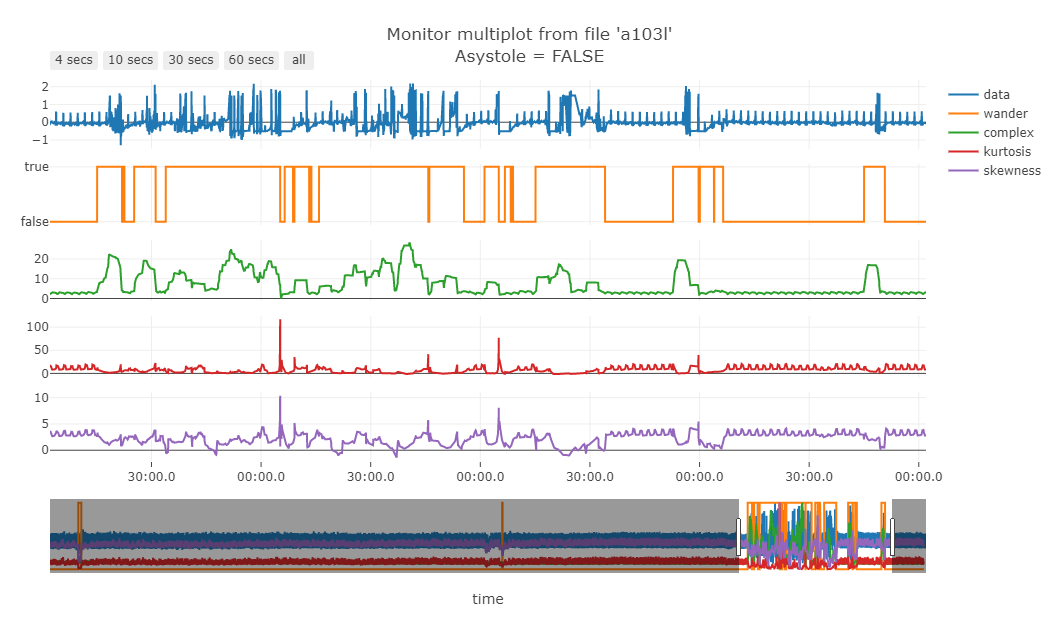 Monitor multiplot from file 'a103l'
Asystole = FALSE
4 secs 10 secs 30 secs 60 secs all
2
1
0
−1
true
false
20
10
0
100
50
0
10
5
0
30:00.0 00:00.0 30:00.0 00:00.0 30:00.0 00:00.0 30:00.0 00:00.0
time
data
wander
complex
kurtosis
skewness